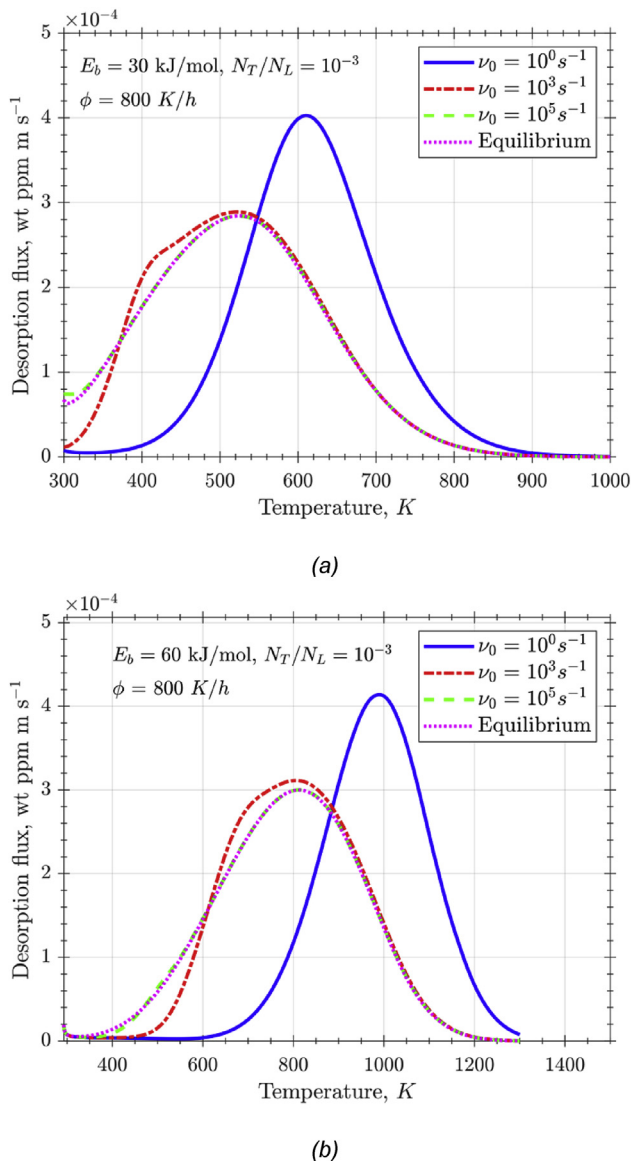 ×10⁻⁴
E_b = 30 kJ/mol, N_T/N_L = 10⁻³
ϕ = 800 K/h
ν₀ = 10⁰s⁻¹
ν₀ = 10³s⁻¹
ν₀ = 10⁵s⁻¹
Equilibrium
Desorption flux, wt ppm m s⁻¹
5
4
3
2
1
0
300 400 500 600 700 800 900 1000
Temperature, K
(a)
×10⁻⁴
E_b = 60 kJ/mol, N_T/N_L = 10⁻³
ϕ = 800 K/h
ν₀ = 10⁰s⁻¹
ν₀ = 10³s⁻¹
ν₀ = 10⁵s⁻¹
Equilibrium
Desorption flux, wt ppm m s⁻¹
5
4
3
2
1
0
400 600 800 1000 1200 1400
Temperature, K
(b)